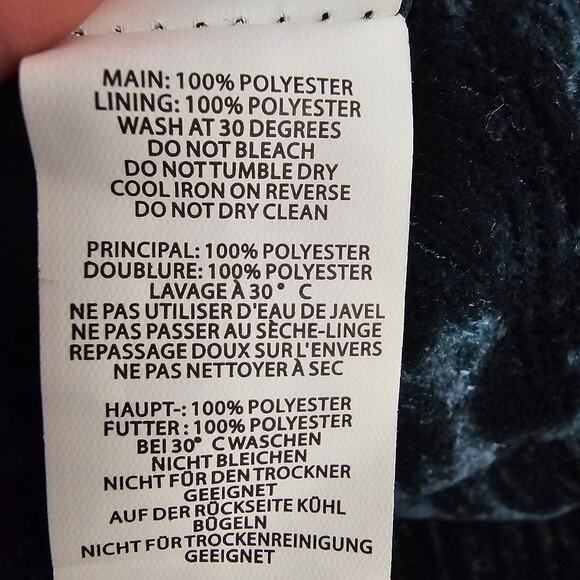 MAIN: 100% POLYESTER
LINING: 100% POLYESTER
WASH AT 30 DEGREES
DO NOT BLEACH
DO NOT TUMBLE DRY
COOL IRON ON REVERSE
DO NOT DRY CLEAN
PRINCIPAL: 100% POLYESTER
DOUBLURE: 100% POLYESTER
LAVAGE À 30° C
NE PAS UTILISER D'EAU DE JAVEL
NE PAS PASSER AU SÈCHE-LINGE
REPASSAGE DOUX SUR L'ENVERS
NE PAS NETTOYER À SEC
HAUPT-: 100% POLYESTER
FUTTER : 100% POLYESTER
BEI 30° C WASCHEN
NICHT BLEICHEN
NICHT FÜR DEN TROCKNER
GEEIGNET
AUF DER RÜCKSEITE KÜHL
BÜGELN
NICHT FÜR TROCKENREINIGUNG
GEEIGNET